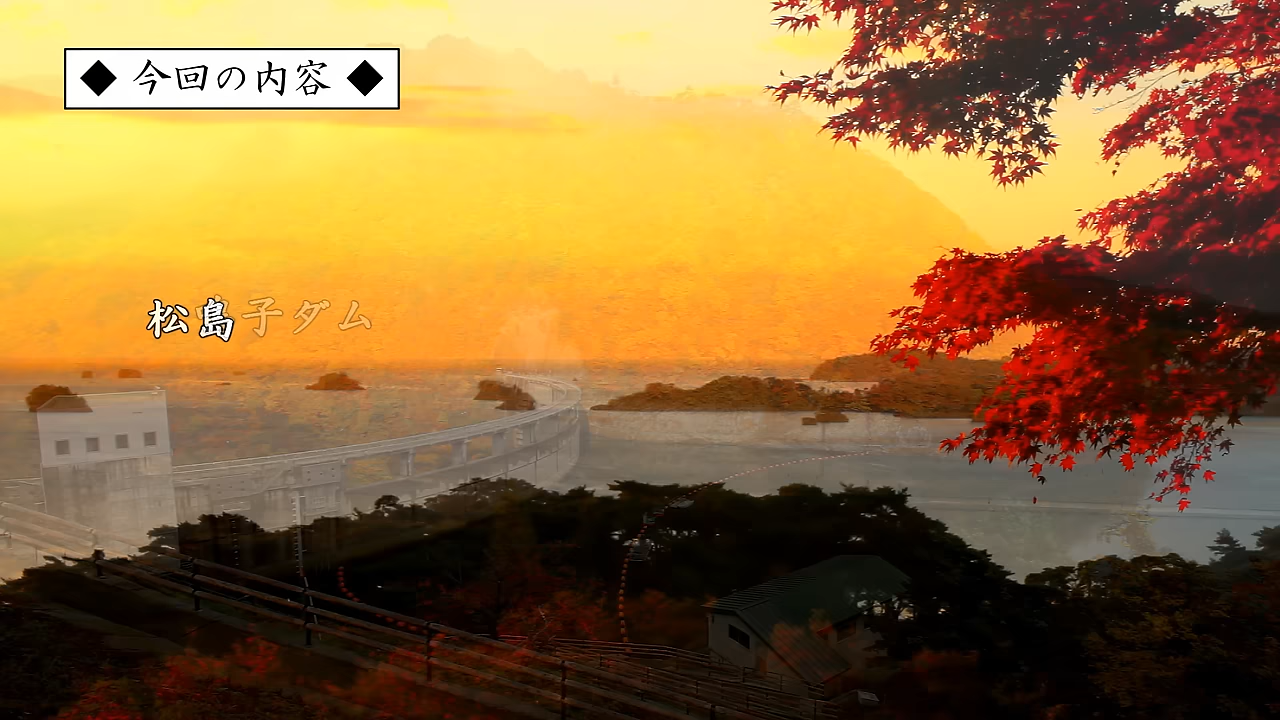 ◆ 今回の内容 ◆
松島
子ダム